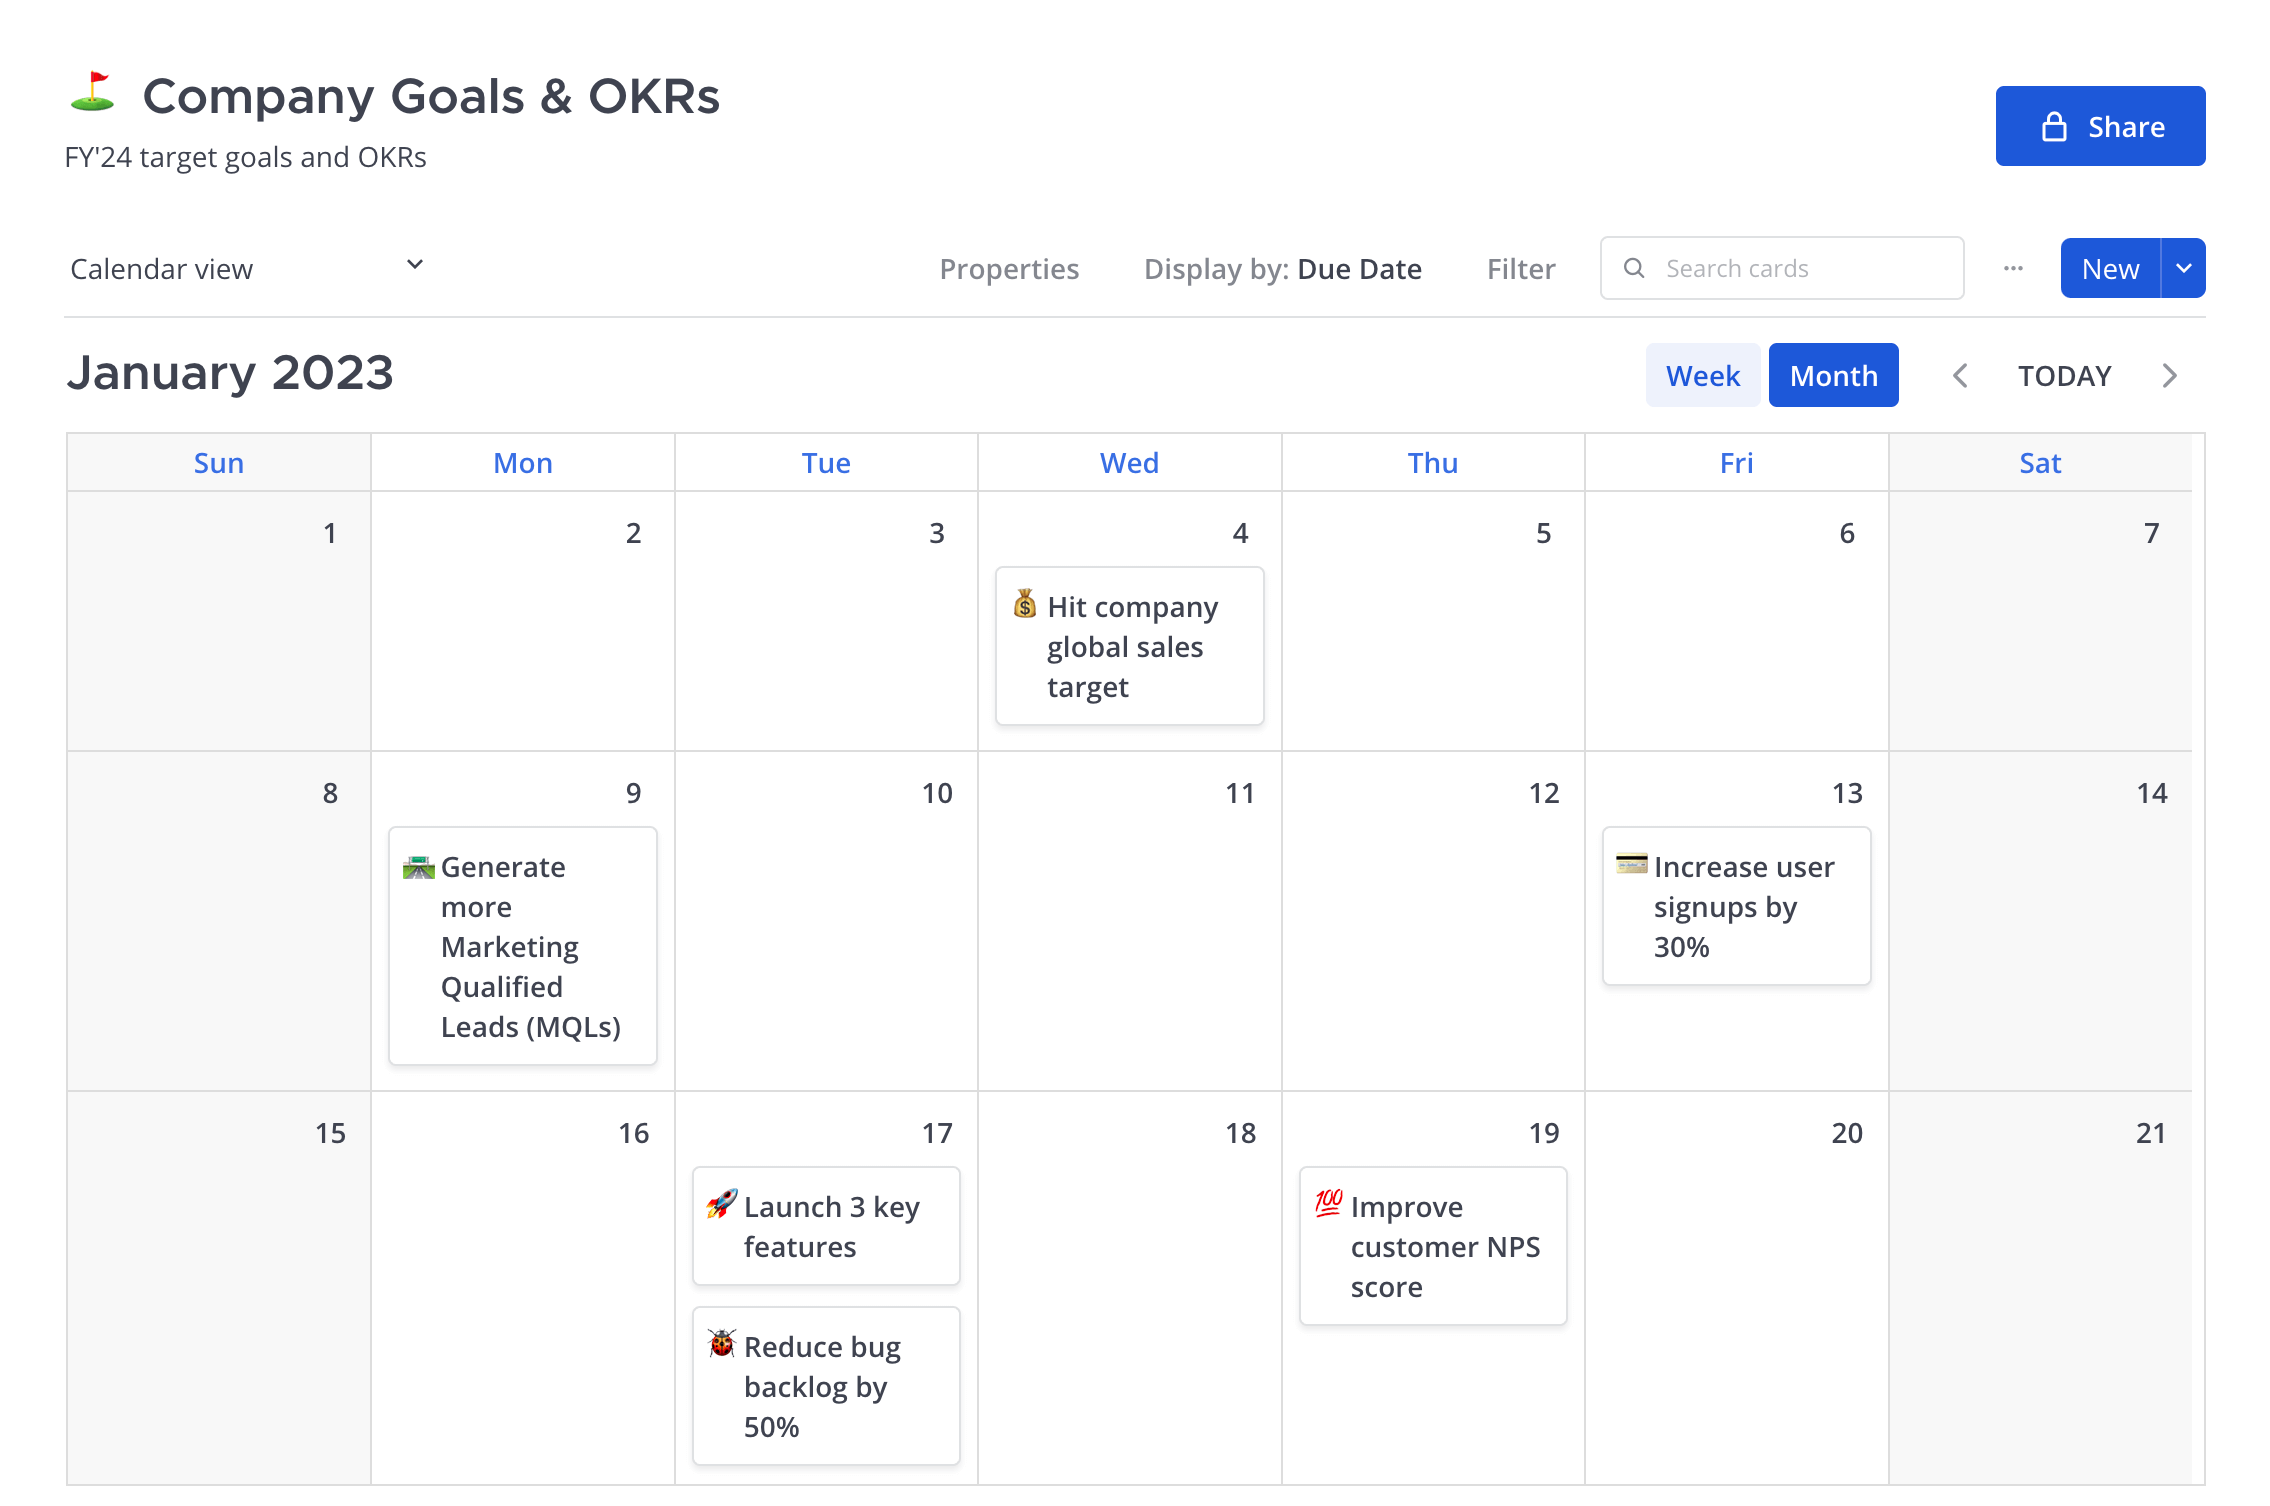 Company Goals & OKRs
Share
FY'24 target goals and OKRs
Calendar view
Properties
Display by: Due Date
Filter
Search cards
...
New
January 2023
Week
Month
TODAY
Sun Mon Tue Wed Thu Fri Sat
1 2 3 4 5 6 7
Hit company
global sales
target
8 9 10 11 12 13 14
Generate
more
Marketing
Qualified
Leads (MQLs)
Increase user
signups by
30%
15 16 17 18 19 20 21
Launch 3 key
features
Reduce bug
backlog by
50%
100
Improve
customer NPS
score